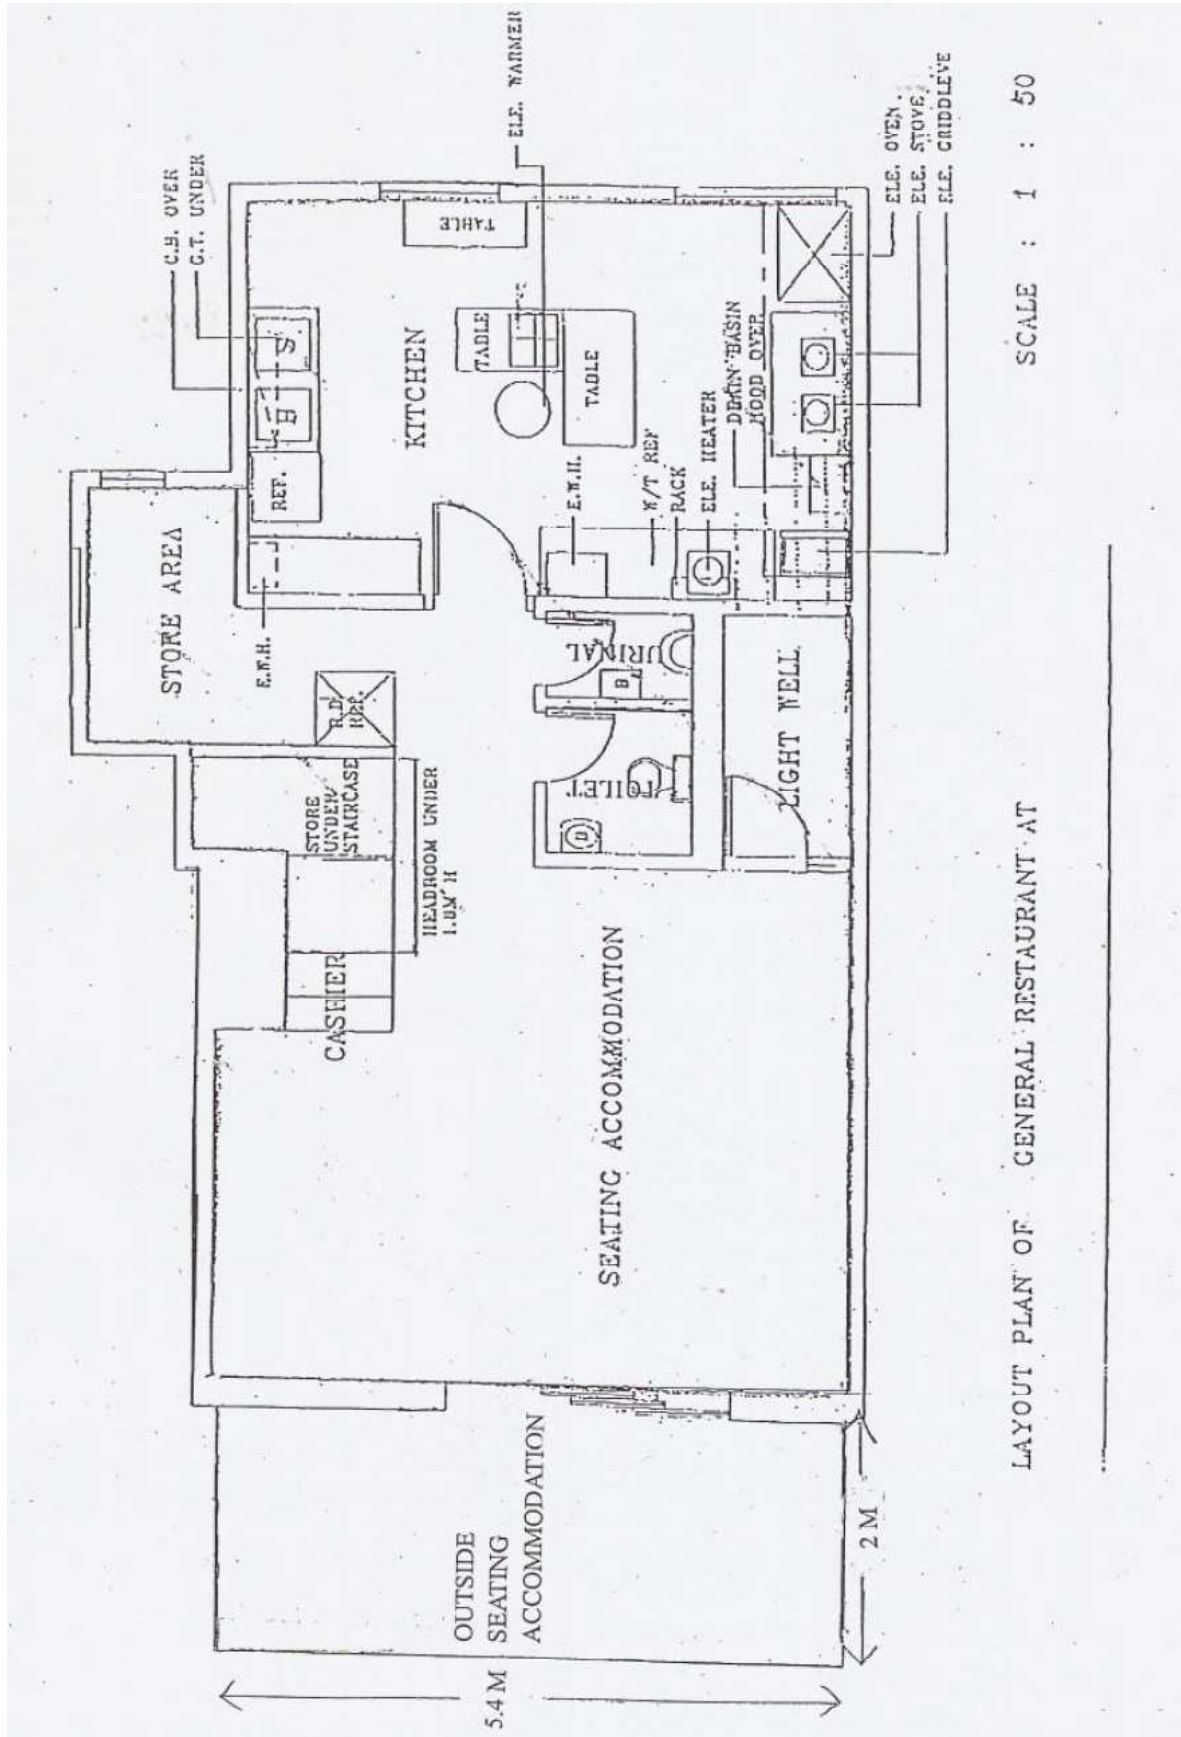 C.B. OVER
G.T. UNDER
ELE. WARMER
TABLE
S
H
REF.
KITCHEN
TABLE
TABLE
STORE AREA
E.W.H.
E.W.H.
W/T REF
RACK
ELE. HEATER
DRAIN BASIN
HOOD OVER
ELE. OVEN.
ELE. STOVE.
ELE. CRIDDLEVE
R.D.
REF.
STORE
UNDER
STAIRCASE
HEADROOM UNDER
URINAL
B
TOILET
LIGHT WELL
CASHIER
SEATING ACCOMMODATION
OUTSIDE
SEATING
ACCOMMODATION
5.4 M
2 M
LAYOUT PLAN OF GENERAL RESTAURANT AT
SCALE : 1 : 50